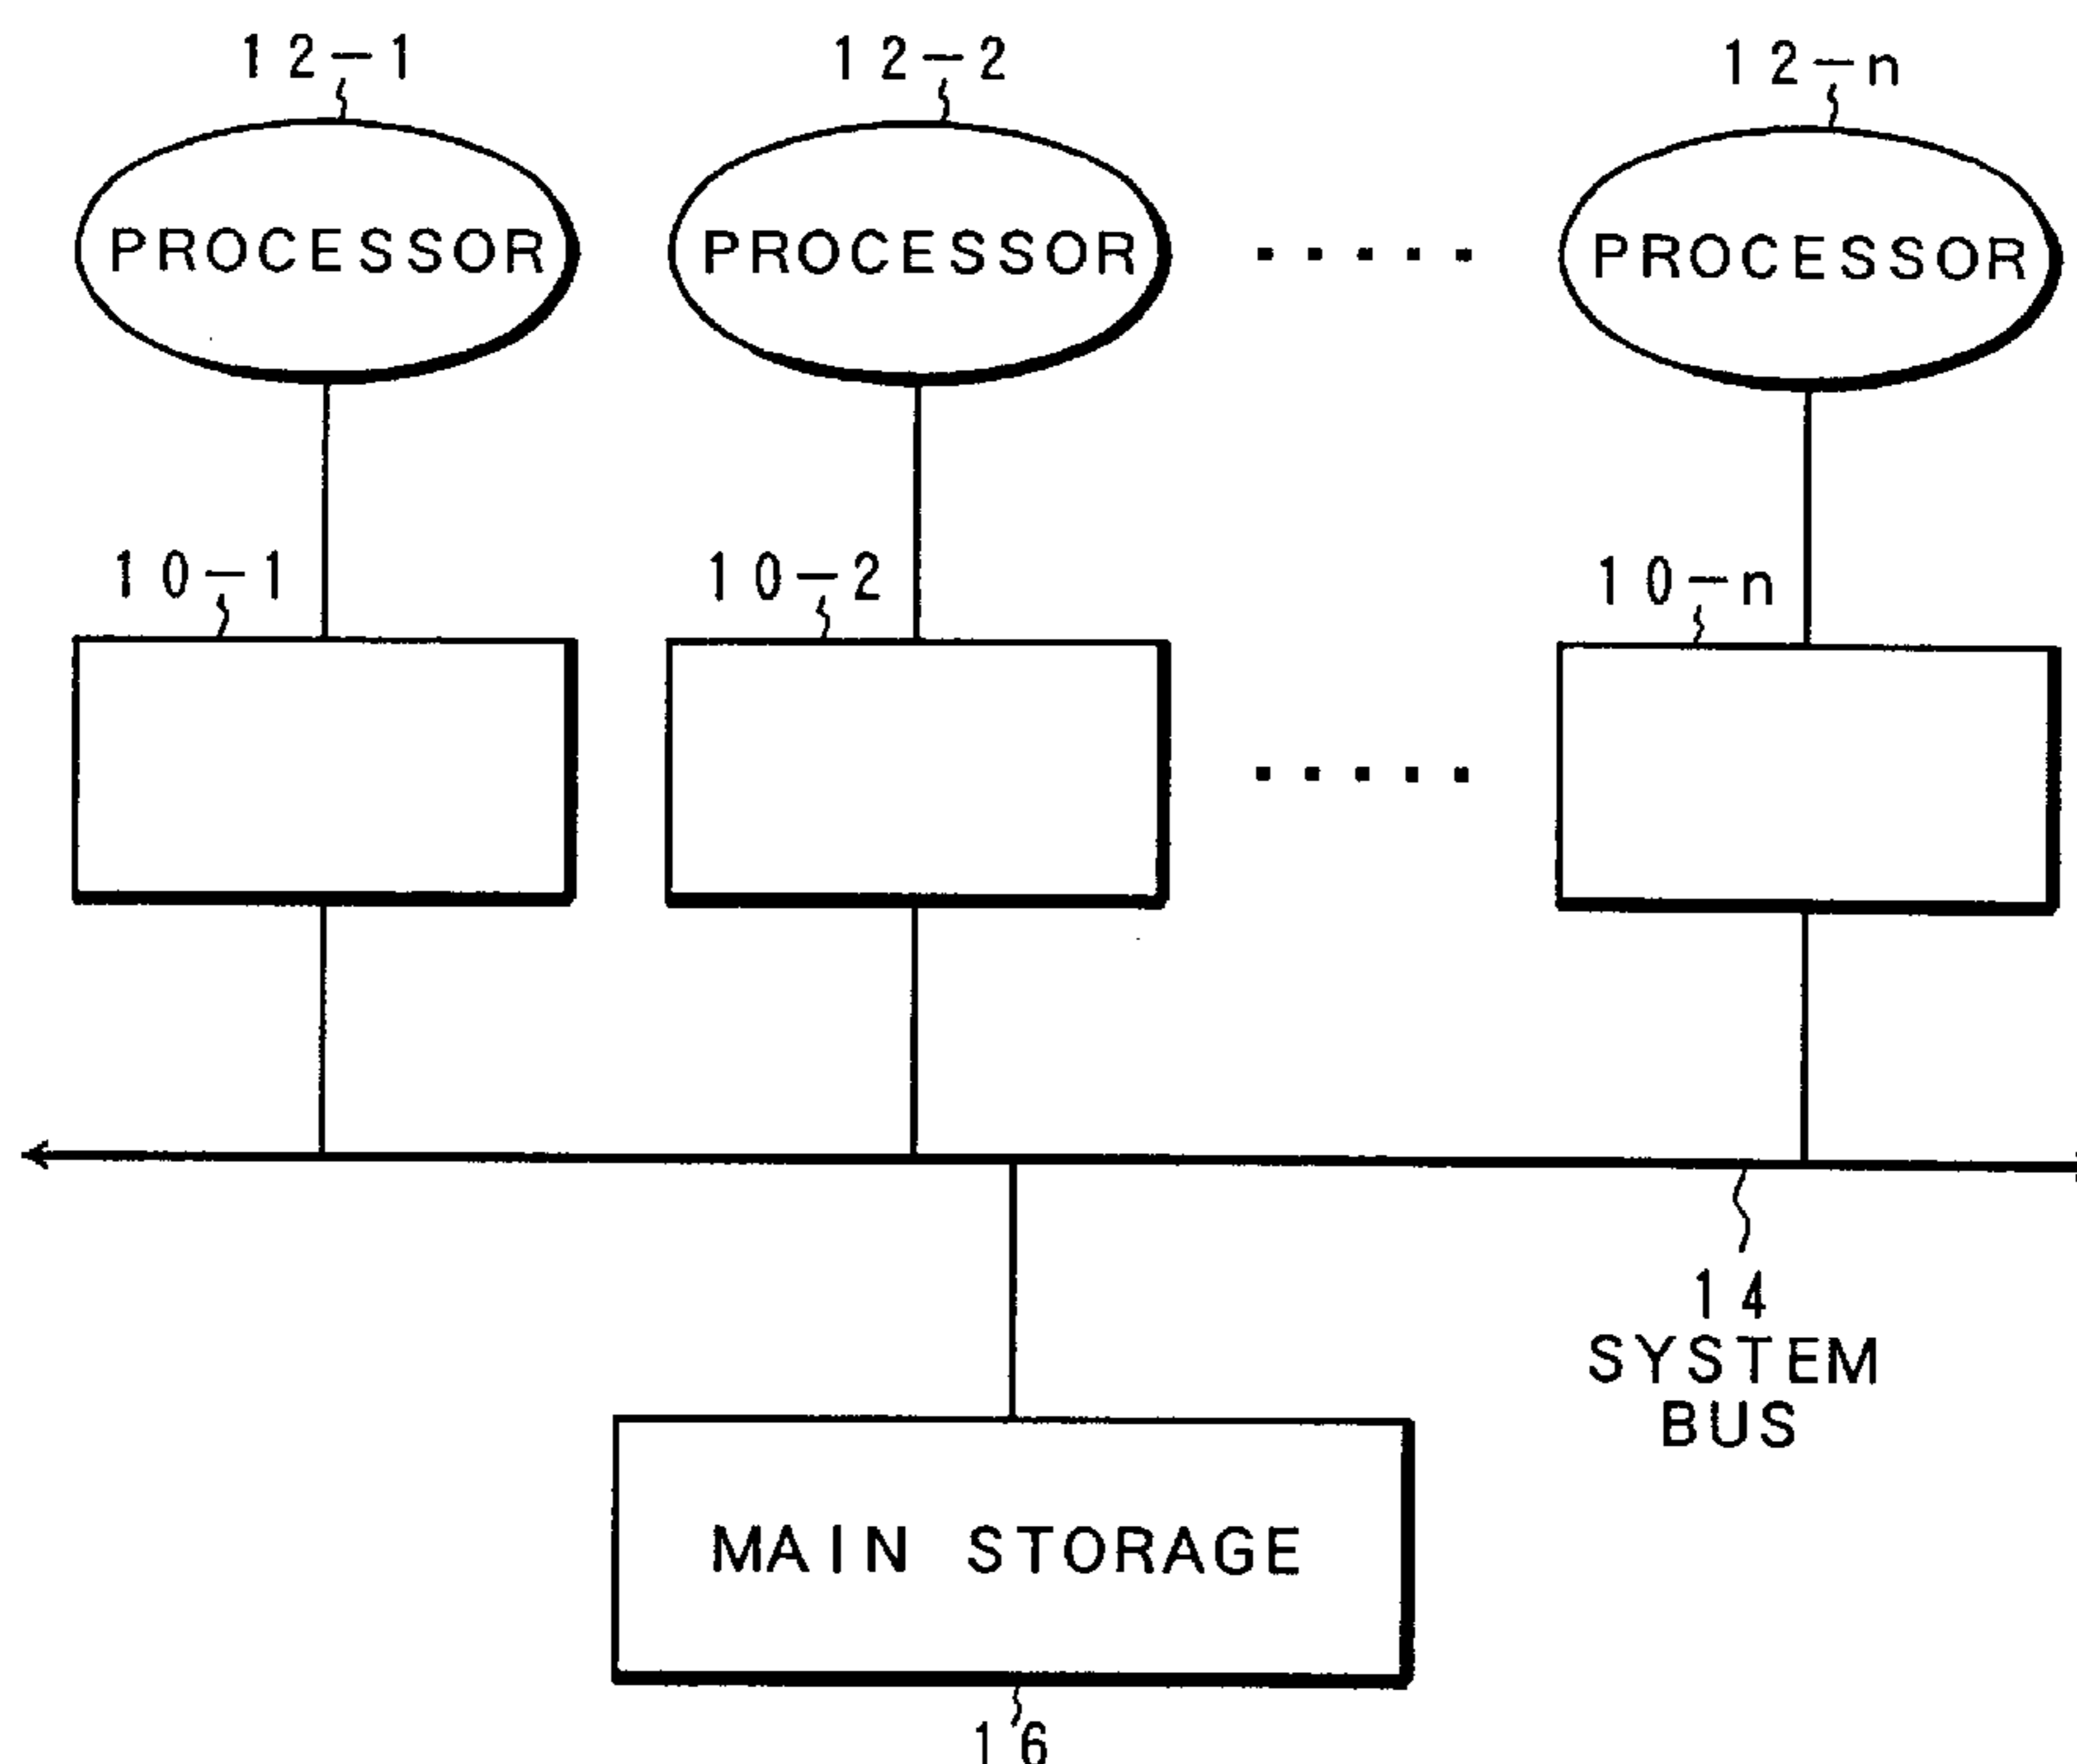 12-1
12-2
12-n
PROCESSOR
PROCESSOR
.....
PROCESSOR
10-1
10-2
10-n
.....
14
SYSTEM
BUS
MAIN STORAGE
16